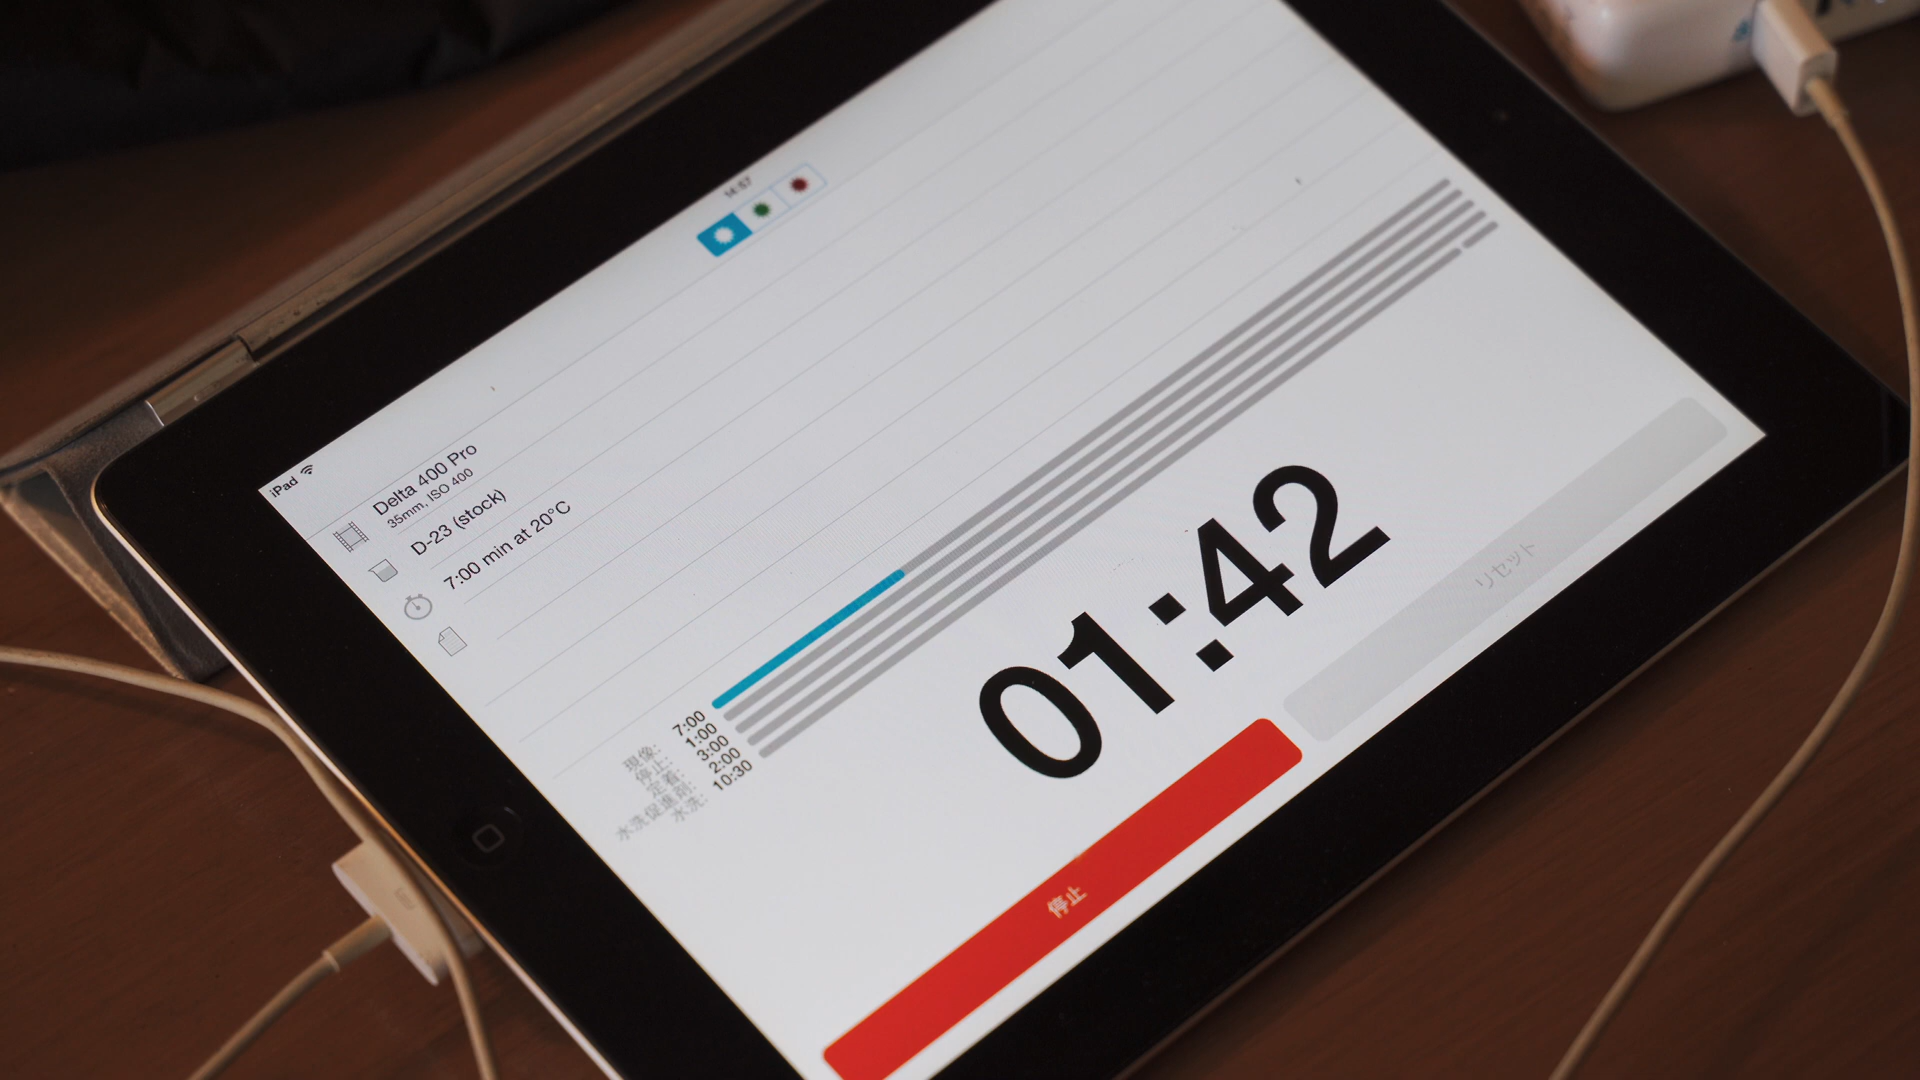 iPad 14:57
Delta 400 Pro
35mm, ISO 400
D-23 (stock)
7:00 min at 20°C
現像: 7:00
停止: 1:00
定着: 3:00
水洗促進剤: 2:00
水洗: 10:30
01:42
停止
リセット